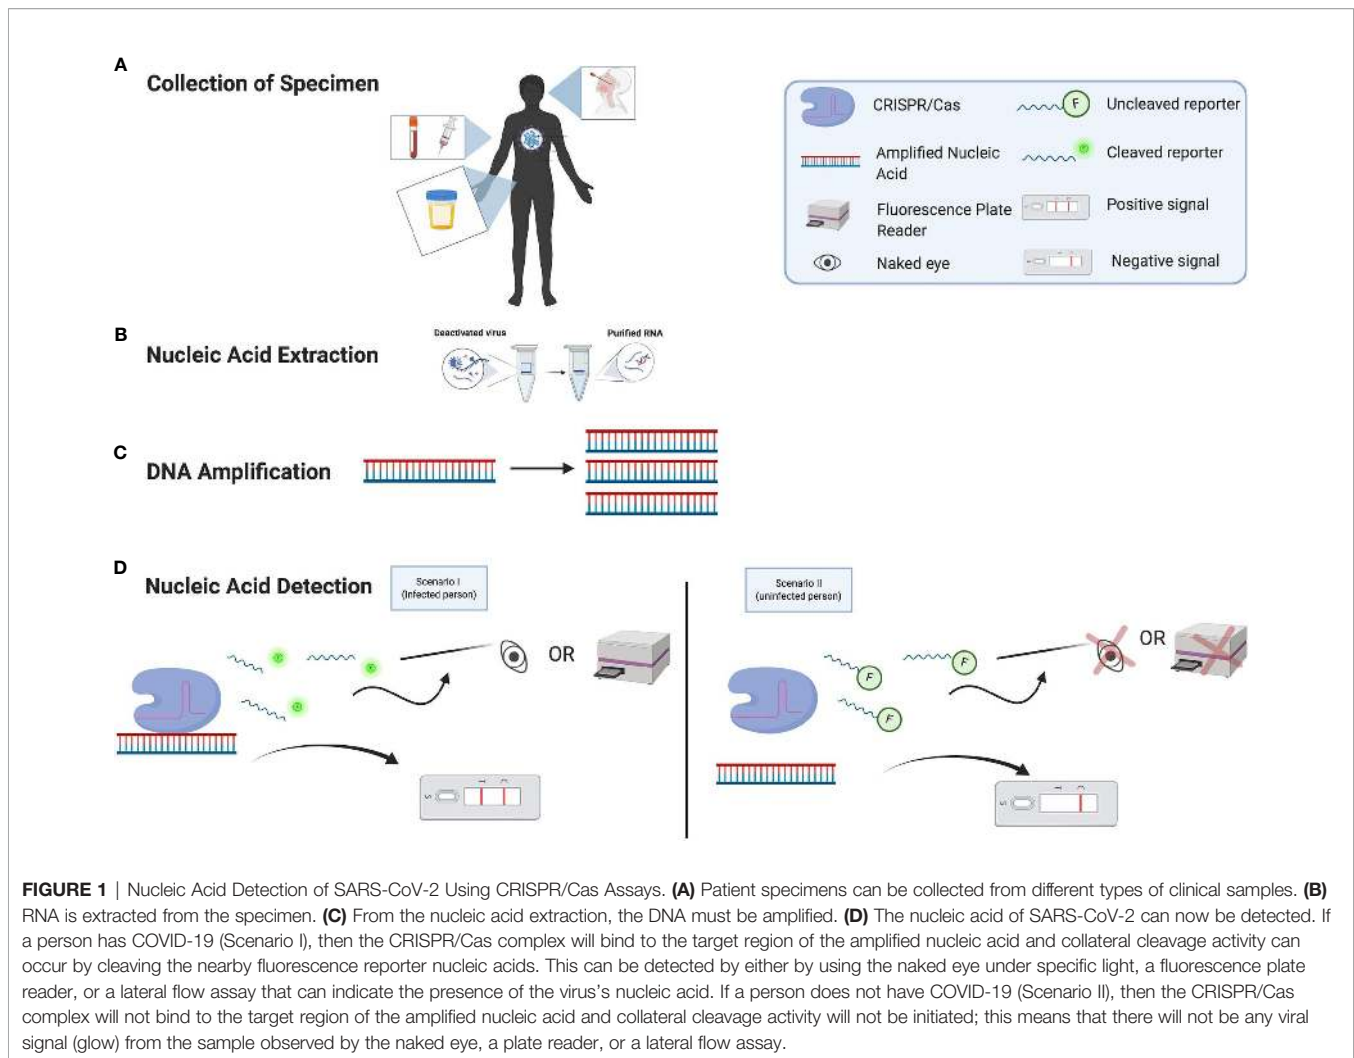 A
Collection of Specimen
CRISPR/Cas
F
Uncleaved reporter
Amplified Nucleic
Acid
Cleaved reporter
Fluorescence Plate
Reader
Positive signal
Naked eye
Negative signal
B
Nucleic Acid Extraction
Deactivated virus
Purified RNA
C
DNA Amplification
D
Nucleic Acid Detection
Scenario I
(Infected person)
OR
S
T
C
Scenario II
(uninfected person)
F
F
F
OR
S
T
C
FIGURE 1 | Nucleic Acid Detection of SARS-CoV-2 Using CRISPR/Cas Assays. (A) Patient specimens can be collected from different types of clinical samples. (B)
RNA is extracted from the specimen. (C) From the nucleic acid extraction, the DNA must be amplified. (D) The nucleic acid of SARS-CoV-2 can now be detected. If
a person has COVID-19 (Scenario I), then the CRISPR/Cas complex will bind to the target region of the amplified nucleic acid and collateral cleavage activity can
occur by cleaving the nearby fluorescence reporter nucleic acids. This can be detected by either by using the naked eye under specific light, a fluorescence plate
reader, or a lateral flow assay that can indicate the presence of the virus's nucleic acid. If a person does not have COVID-19 (Scenario II), then the CRISPR/Cas
complex will not bind to the target region of the amplified nucleic acid and collateral cleavage activity will not be initiated; this means that there will not be any viral
signal (glow) from the sample observed by the naked eye, a plate reader, or a lateral flow assay.